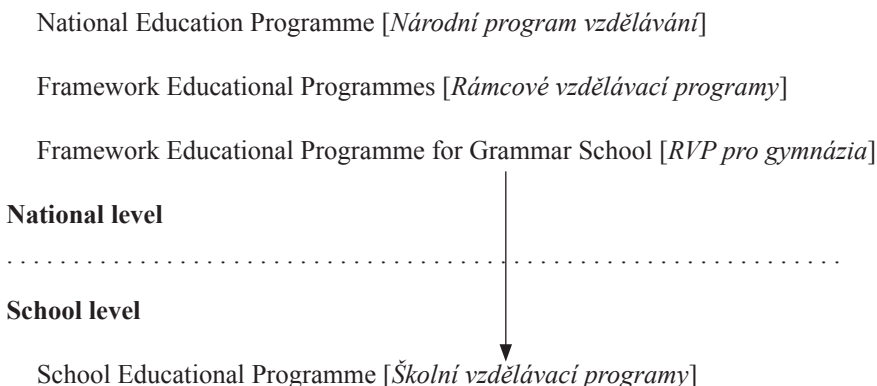 National Education Programme [Národní program vzdělávání]
Framework Educational Programmes [Rámcové vzdělávací programy]
Framework Educational Programme for Grammar School [RVP pro gymnázia]
National level
School level
School Educational Programme [Školní vzdělávací programy]